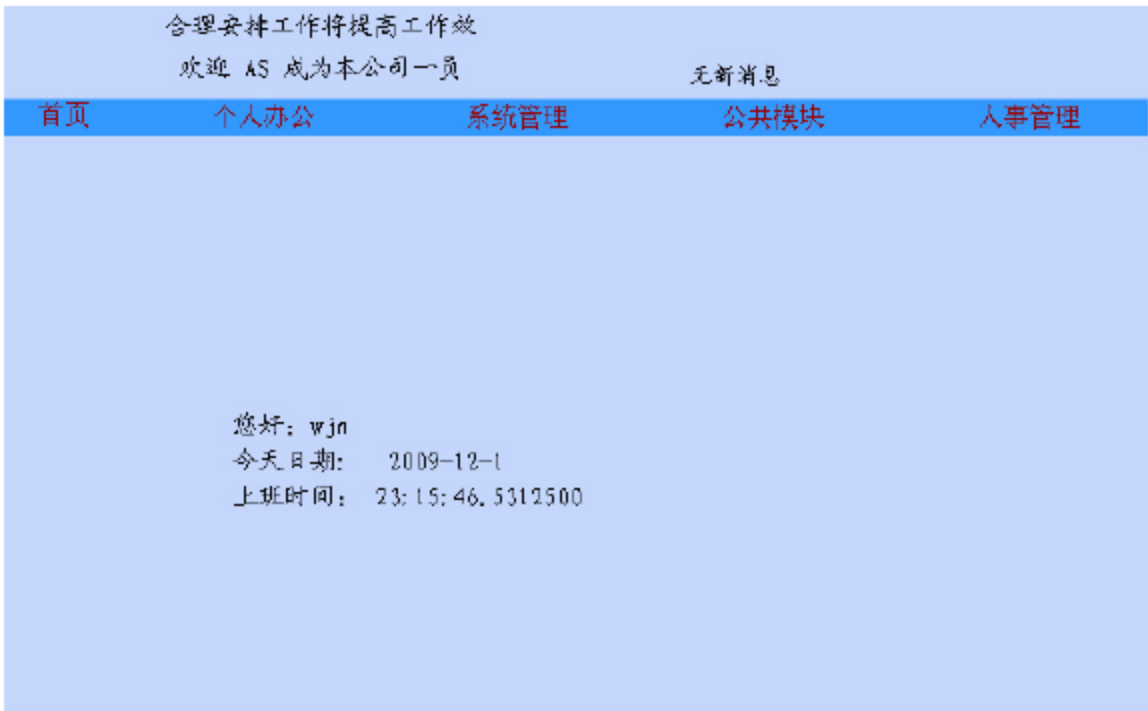 合理安排工作将提高工作效
欢迎 AS 成为本公司一员
无新消息
首页 个人办公 系统管理 公共模块 人事管理
您好：wjn
今天日期： 2009-12-1
上班时间： 23:15:46.5312500